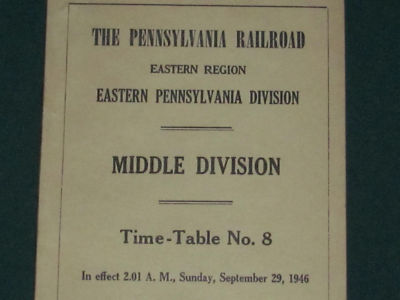 THE PENNSYLVANIA RAILROAD
EASTERN REGION
EASTERN PENNSYLVANIA DIVISION
MIDDLE DIVISION
Time-Table No. 8
In effect 2.01 A. M., Sunday, September 29, 1946